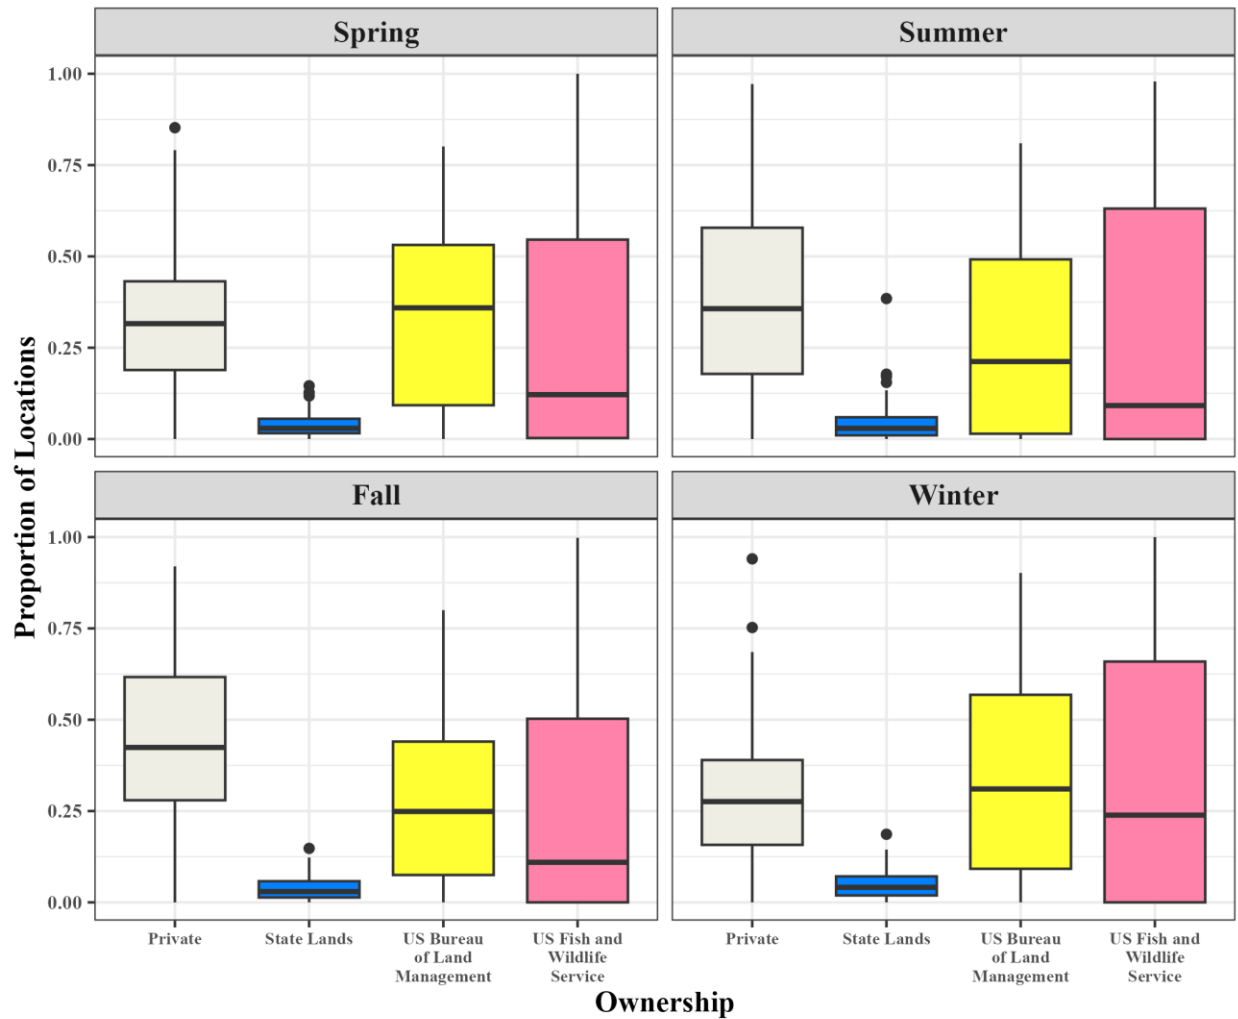 Spring
Summer
1.00
0.75
0.50
0.25
0.00
Fall
Winter
1.00
0.75
0.50
0.25
0.00
Proportion of Locations
Private
State Lands
US Bureau
of Land
Management
US Fish and
Wildlife
Service
Private
State Lands
US Bureau
of Land
Management
US Fish and
Wildlife
Service
Ownership